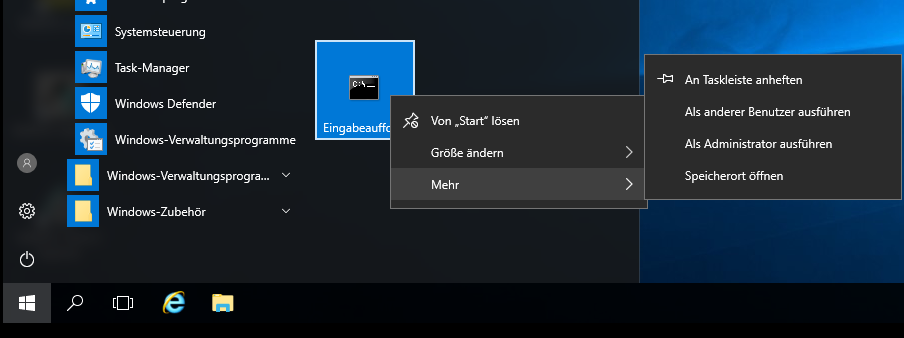 Systemsteuerung
Task-Manager
Windows Defender
Windows-Verwaltungsprogramme
Windows-Verwaltungsprogra...
Windows-Zubehör
C:\
Eingabeauffo
Von „Start“ lösen
Größe ändern
Mehr
An Taskleiste anheften
Als anderer Benutzer ausführen
Als Administrator ausführen
Speicherort öffnen